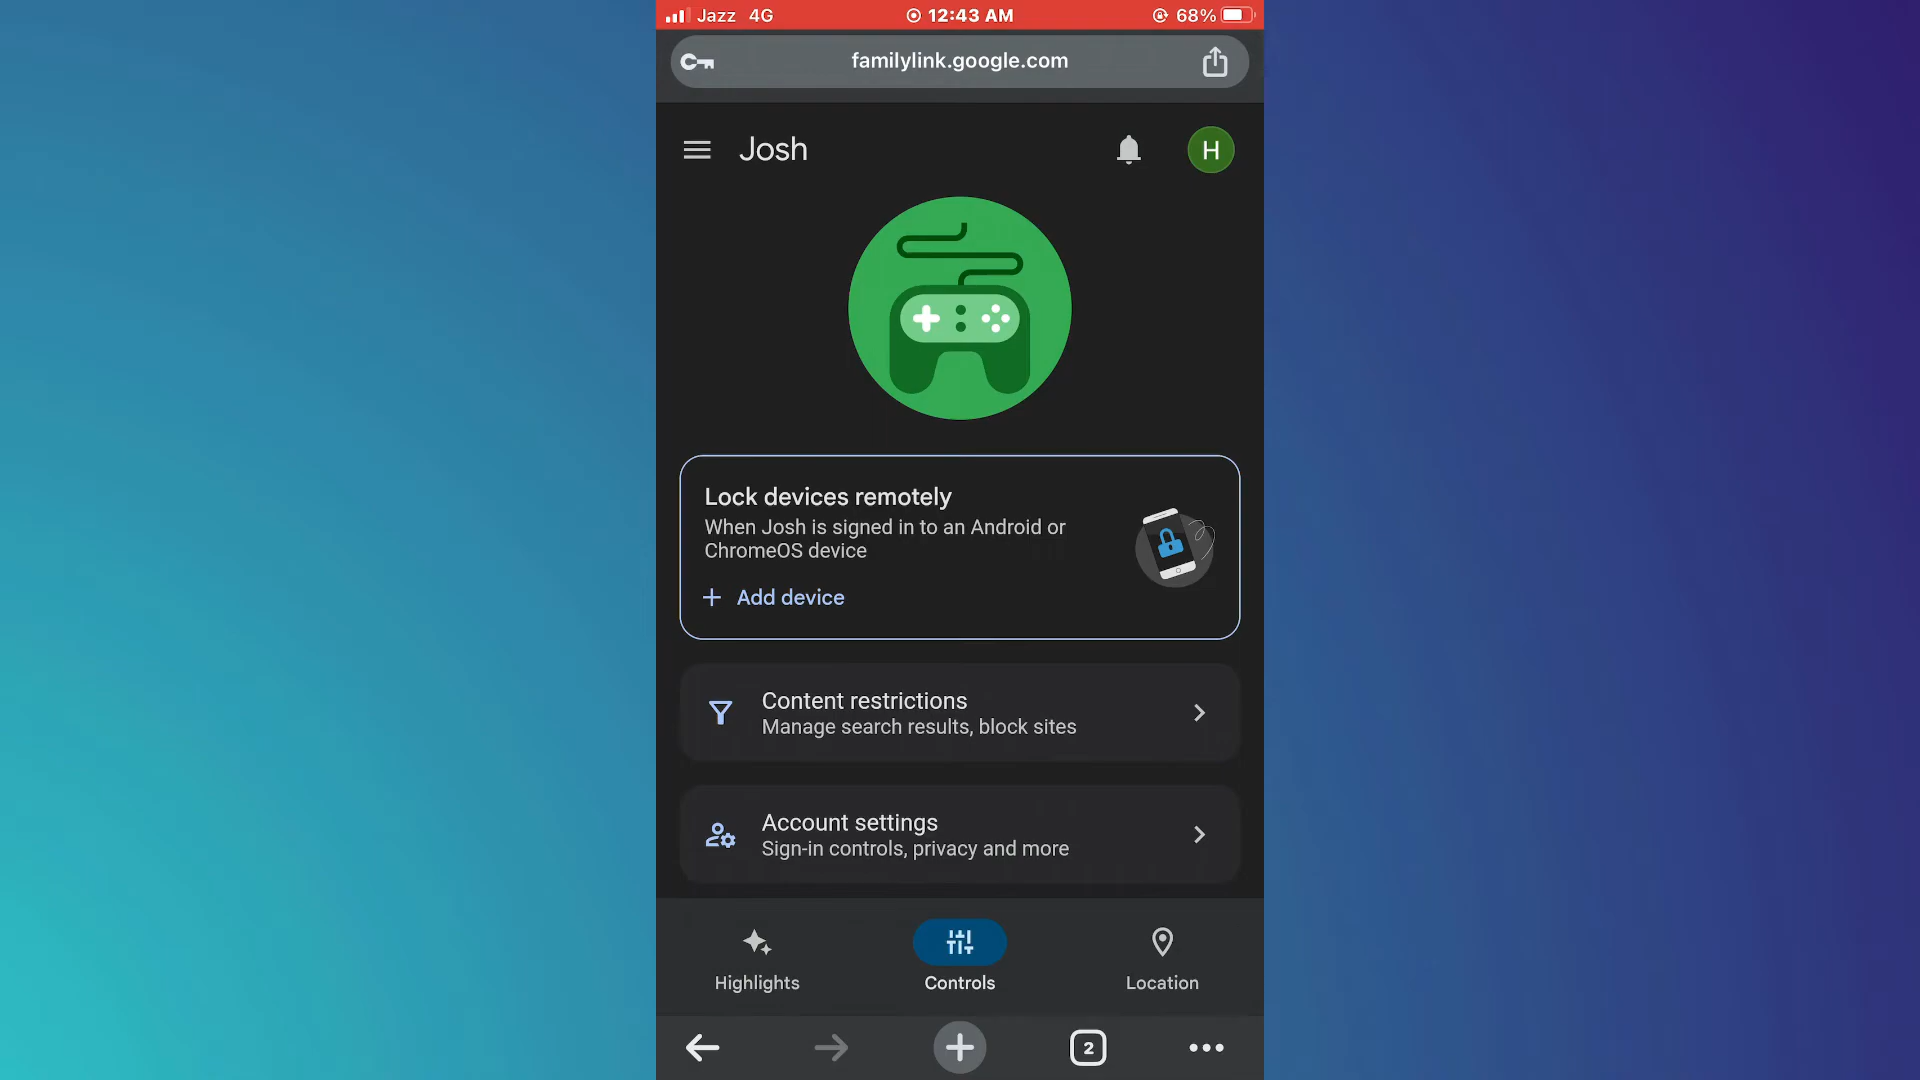 Jazz 4G 12:43 AM 68%
familylink.google.com
Josh
H
Lock devices remotely
When Josh is signed in to an Android or
ChromeOS device
+ Add device
Content restrictions
Manage search results, block sites
Account settings
Sign-in controls, privacy and more
Highlights Controls Location
2